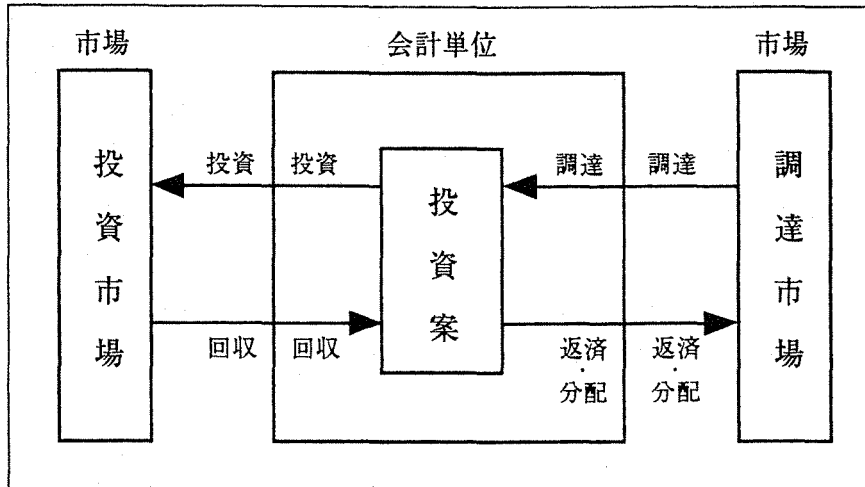 市場
会計単位
市場
投資市場
投資
投資
調達
調達
投資案
調達市場
回収
回収
返済・分配
返済・分配